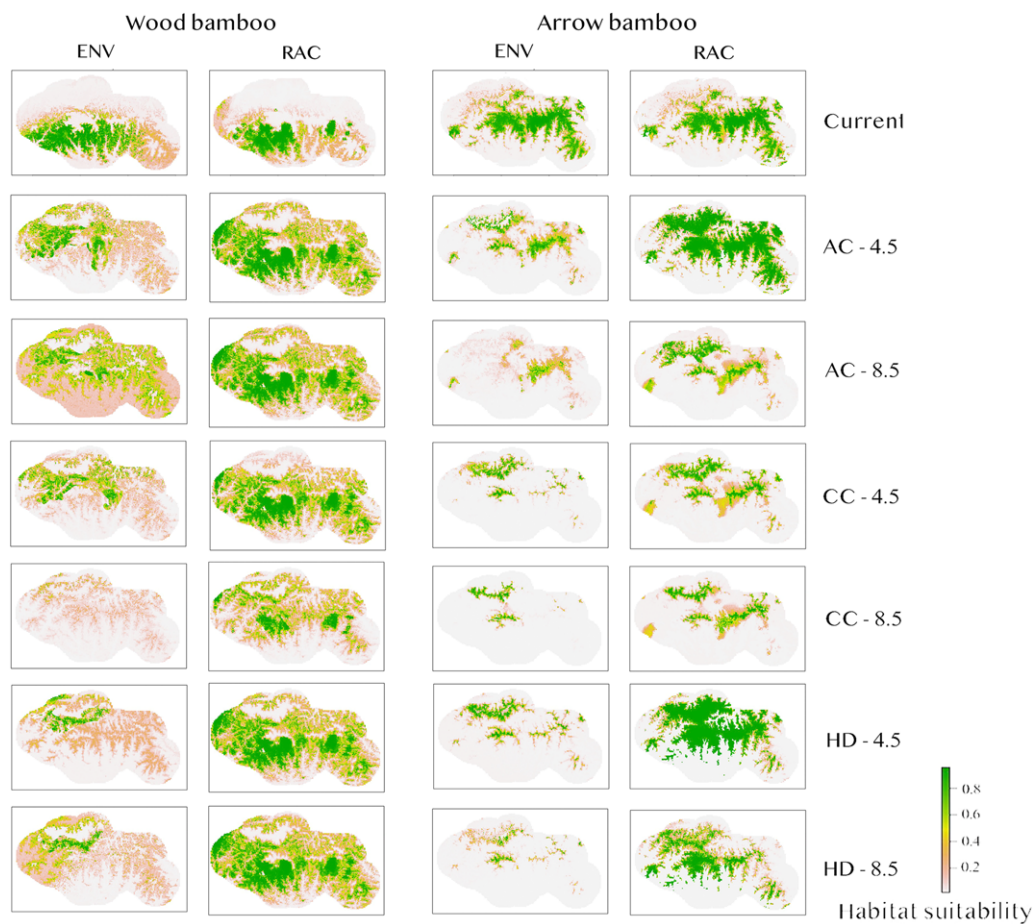 Wood bamboo
Arrow bamboo
ENV
RAC
ENV
RAC
Current
AC - 4.5
AC - 8.5
CC - 4.5
CC - 8.5
HD - 4.5
HD - 8.5
0.8
0.6
0.4
0.2
Habitat suitability